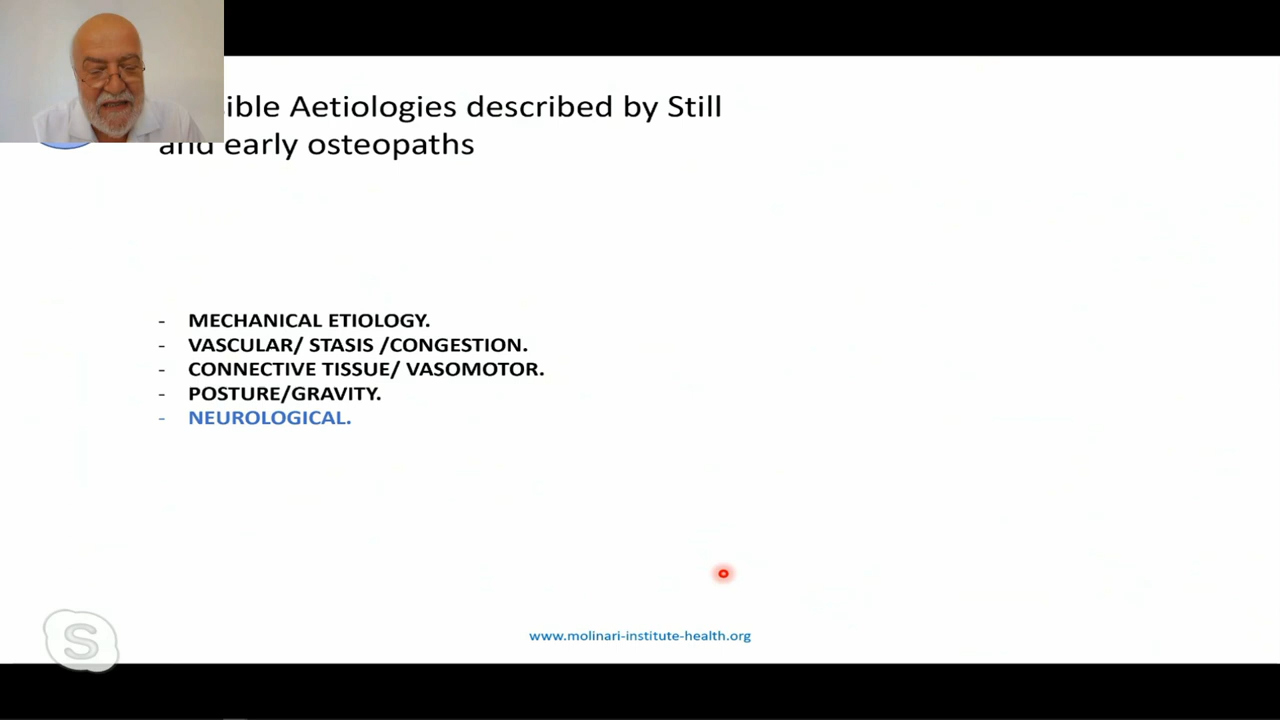 ible Aetiologies described by Still
and early osteopaths
- MECHANICAL ETIOLOGY.
- VASCULAR/ STASIS /CONGESTION.
- CONNECTIVE TISSUE/ VASOMOTOR.
- POSTURE/GRAVITY.
- NEUROLOGICAL.
S
www.molinari-institute-health.org